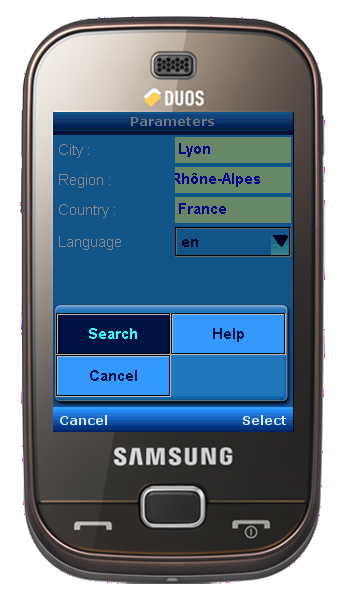 DUOS
Parameters
City : Lyon
Region : Rhône-Alpes
Country : France
Language en
Search Help
Cancel
Cancel Select
SAMSUNG